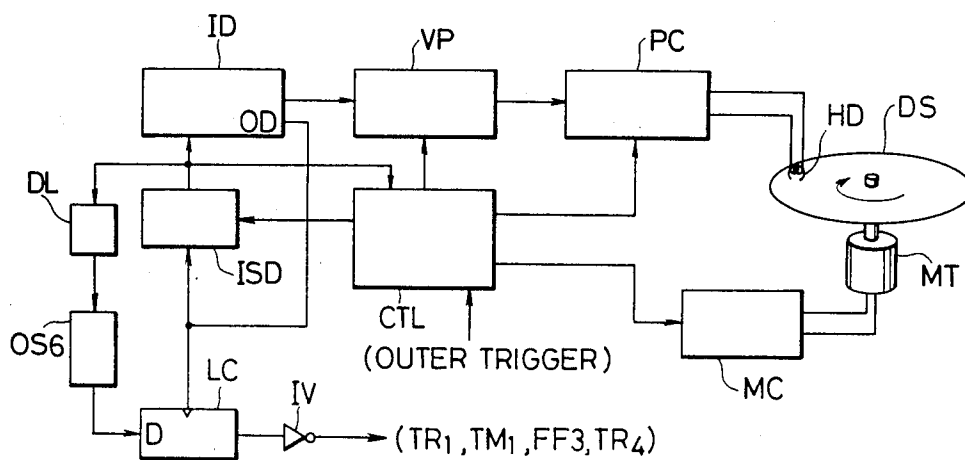 ID
VP
PC
HD
DS
OD
DL
ISD
CTL
MT
OS6
(OUTER TRIGGER)
MC
LC
IV
D
(TR₁,TM₁,FF3,TR₄)